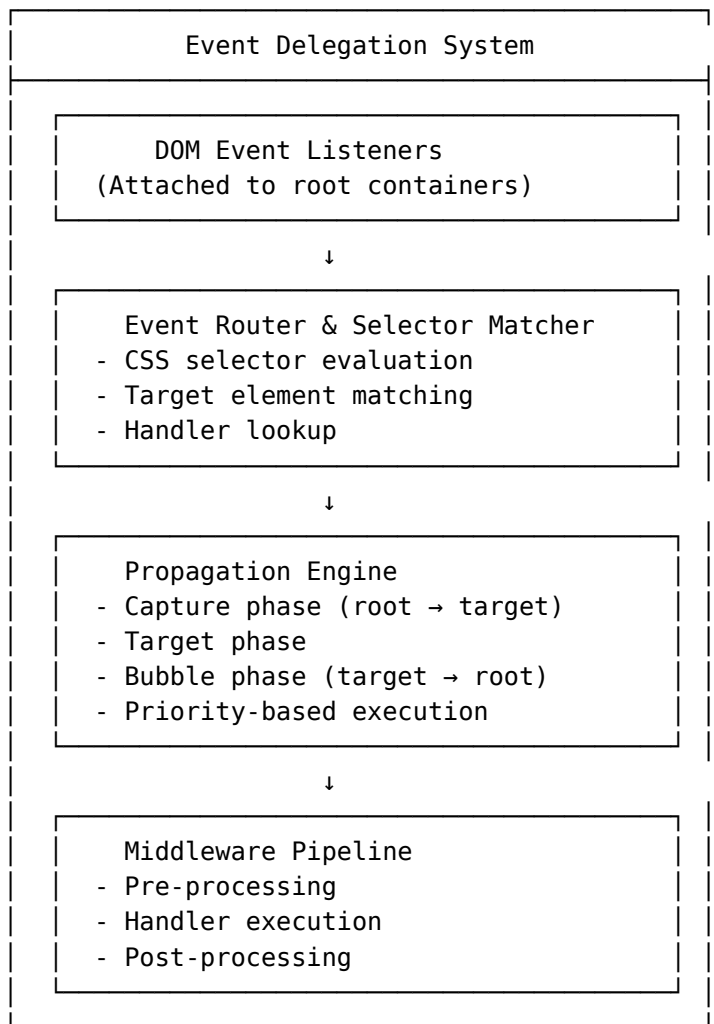 Event Delegation System
DOM Event Listeners
(Attached to root containers)
↓
Event Router & Selector Matcher
- CSS selector evaluation
- Target element matching
- Handler lookup
↓
Propagation Engine
- Capture phase (root → target)
- Target phase
- Bubble phase (target → root)
- Priority-based execution
↓
Middleware Pipeline
- Pre-processing
- Handler execution
- Post-processing